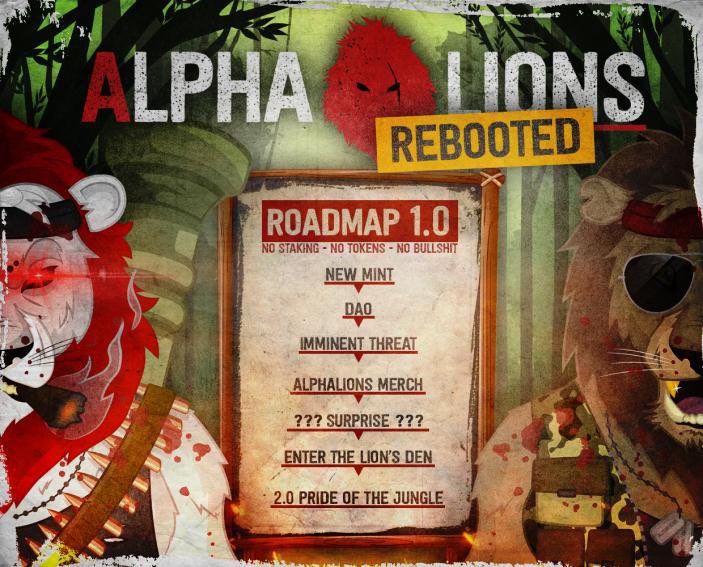 ALPHA LIONS
REBOOTED
ROADMAP 1.0
NO STAKING - NO TOKENS - NO BULLSHIT
NEW MINT
DAO
IMMINENT THREAT
ALPHALIONS MERCH
??? SURPRISE ???
ENTER THE LION'S DEN
2.0 PRIDE OF THE JUNGLE